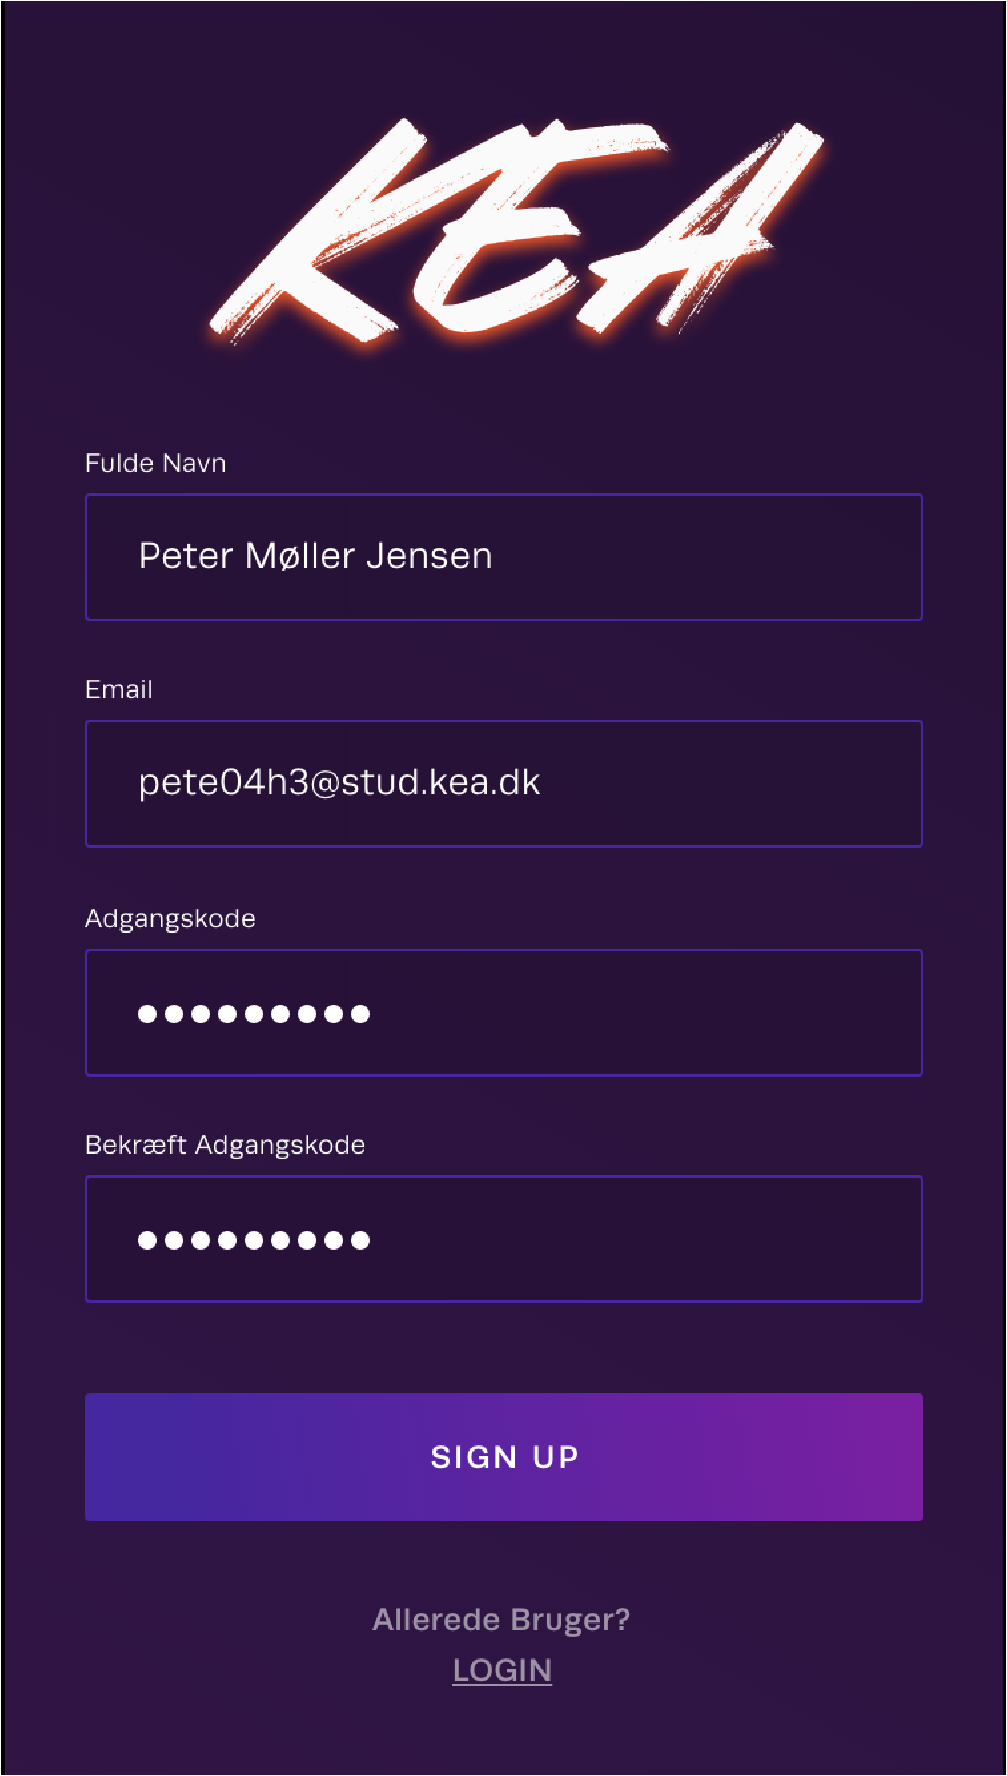 KEA
Fulde Navn
Peter Møller Jensen
Email
pete04h3@stud.kea.dk
Adgangskode
●●●●●●●●●
Bekræft Adgangskode
●●●●●●●●●
SIGN UP
Allerede Bruger?
LOGIN